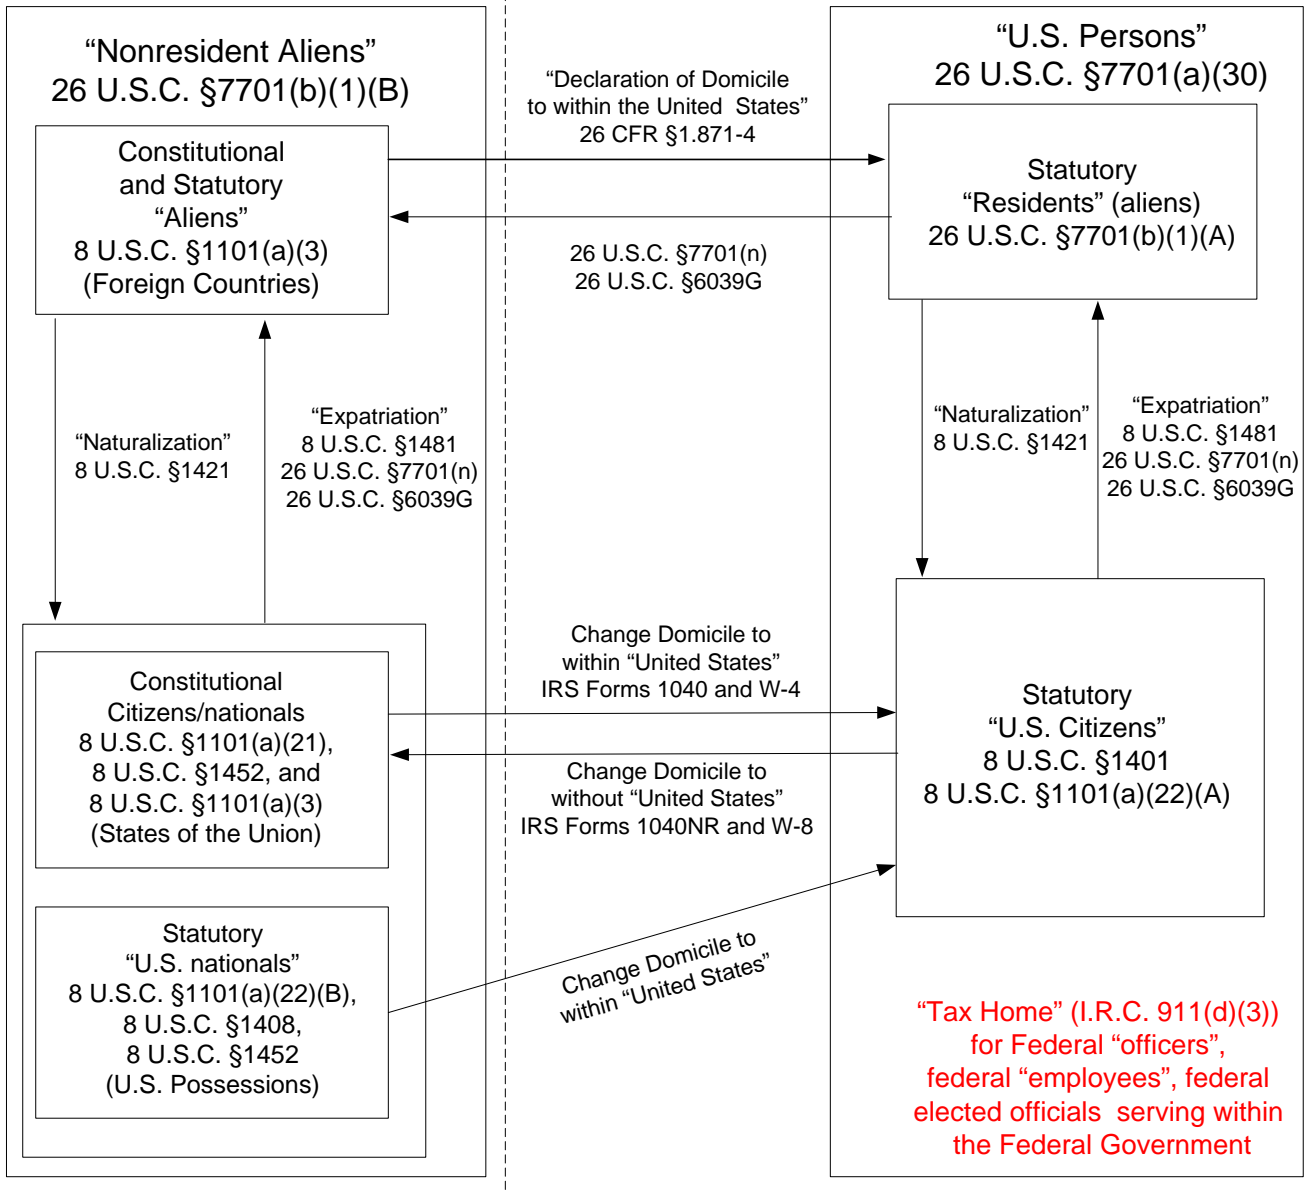 “Nonresident Aliens”
26 U.S.C. §7701(b)(1)(B)
Constitutional
and Statutory
“Aliens”
8 U.S.C. §1101(a)(3)
(Foreign Countries)
“Naturalization”
8 U.S.C. §1421
“Expatriation”
8 U.S.C. §1481
26 U.S.C. §7701(n)
26 U.S.C. §6039G
Constitutional
Citizens/nationals
8 U.S.C. §1101(a)(21),
8 U.S.C. §1452, and
8 U.S.C. §1101(a)(3)
(States of the Union)
Statutory
“U.S. nationals”
8 U.S.C. §1101(a)(22)(B),
8 U.S.C. §1408,
8 U.S.C. §1452
(U.S. Possessions)
“Declaration of Domicile
to within the United  States”
26 CFR §1.871-4
26 U.S.C. §7701(n)
26 U.S.C. §6039G
Change Domicile to
within “United States”
IRS Forms 1040 and W-4
Change Domicile to
without “United States”
IRS Forms 1040NR and W-8
Change Domicile to
within “United States”
“U.S. Persons”
26 U.S.C. §7701(a)(30)
Statutory
“Residents” (aliens)
26 U.S.C. §7701(b)(1)(A)
“Naturalization”
8 U.S.C. §1421
“Expatriation”
8 U.S.C. §1481
26 U.S.C. §7701(n)
26 U.S.C. §6039G
Statutory
“U.S. Citizens”
8 U.S.C. §1401
8 U.S.C. §1101(a)(22)(A)
“Tax Home” (I.R.C. 911(d)(3))
for Federal “officers”,
federal “employees”, federal
elected officials  serving within
the Federal Government